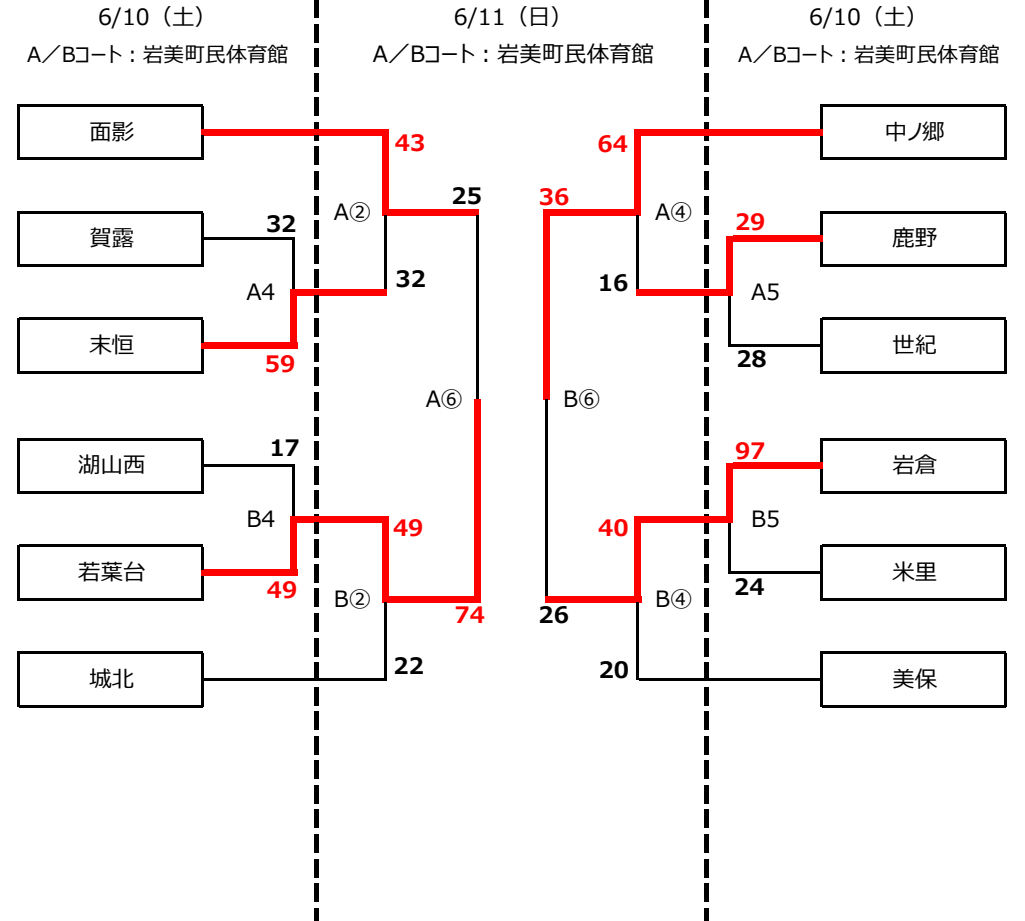 6/10（土）
A／Bコート：岩美町民体育館
6/11（日）
A／Bコート：岩美町民体育館
6/10（土）
A／Bコート：岩美町民体育館
面影
43
64
中ノ郷
賀露
32
A②
25
36
A④
29
鹿野
A4
32
16
A5
末恒
59
28
世紀
A⑥
B⑥
湖山西
17
97
岩倉
B4
49
40
B5
若葉台
49
B②
74
26
B④
24
米里
城北
22
20
美保